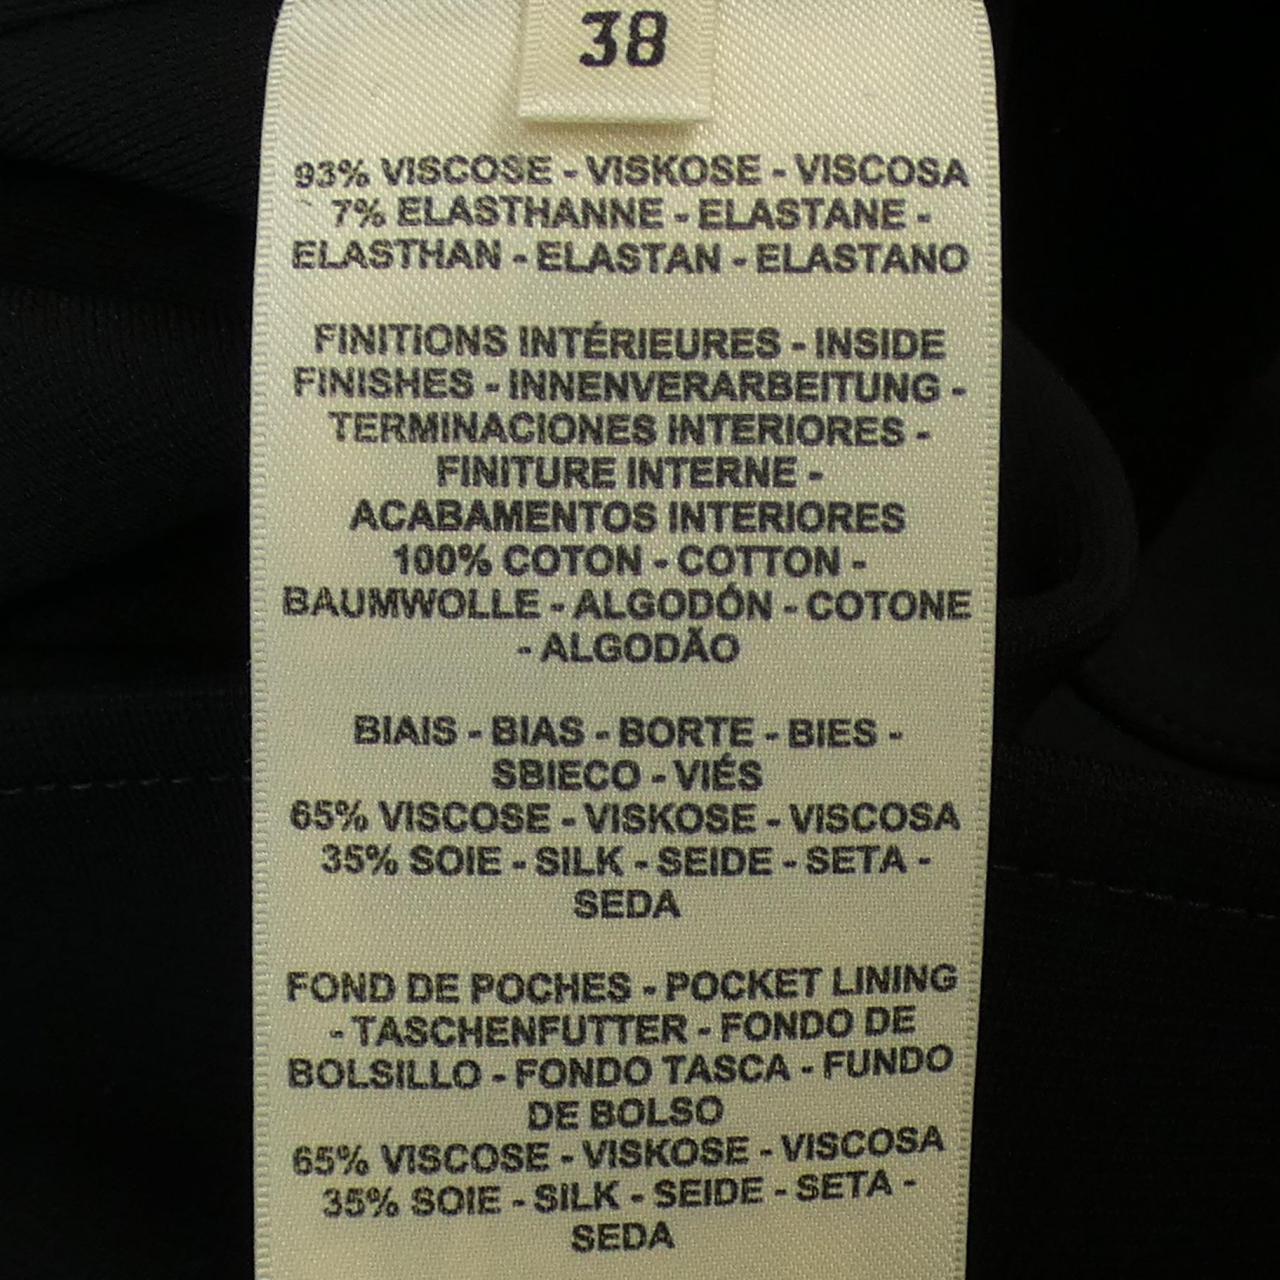 38
93% VISCOSE - VISKOSE - VISCOSA
7% ELASTHANNE - ELASTANE -
ELASTHAN - ELASTAN - ELASTANO
FINITIONS INTÉRIEURES - INSIDE
FINISHES - INNENVERARBEITUNG -
TERMINACIONES INTERIORES -
FINITURE INTERNE -
ACABAMENTOS INTERIORES
100% COTON - COTTON -
BAUMWOLLE - ALGODÓN - COTONE
- ALGODÃO
BIAIS - BIAS - BORTE - BIES -
SBIECO - VIÉS
65% VISCOSE - VISKOSE - VISCOSA
35% SOIE - SILK - SEIDE - SETA -
SEDA
FOND DE POCHES - POCKET LINING
- TASCHENFUTTER - FONDO DE
BOLSILLO - FONDO TASCA - FUNDO
DE BOLSO
65% VISCOSE - VISKOSE - VISCOSA
35% SOIE - SILK - SEIDE - SETA -
SEDA